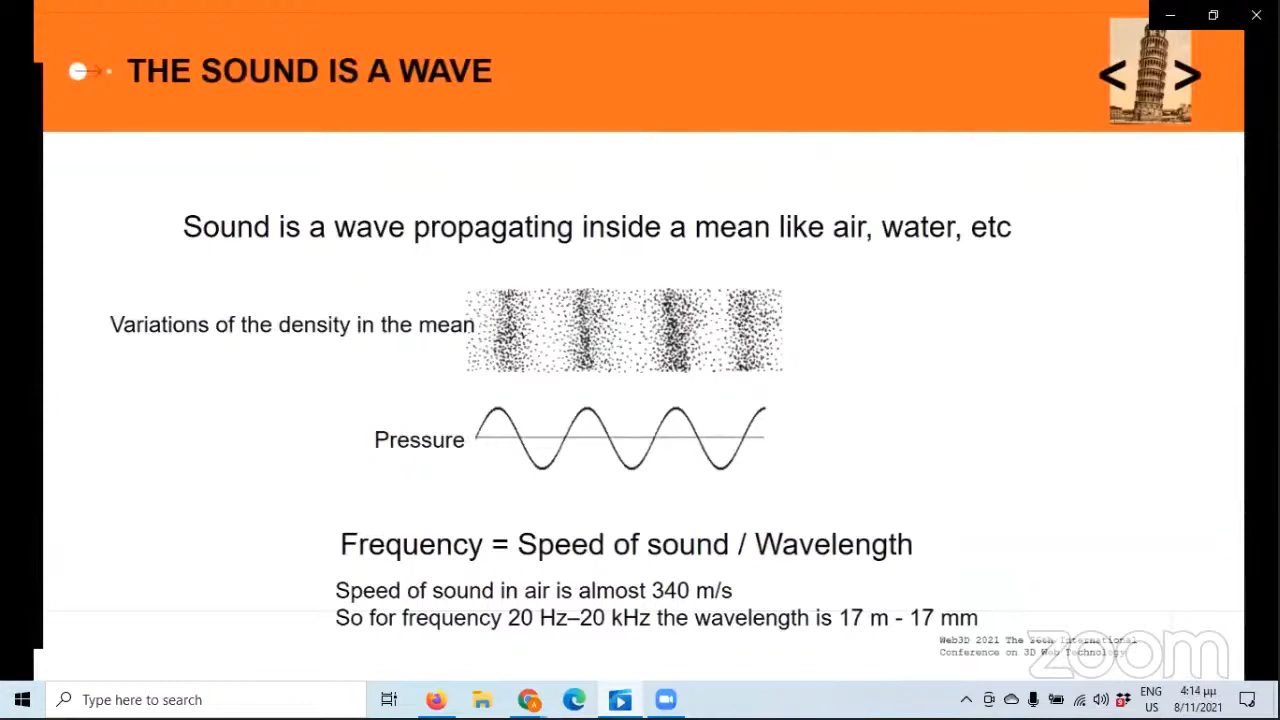 THE SOUND IS A WAVE
< >
Sound is a wave propagating inside a mean like air, water, etc
Variations of the density in the mean
Pressure
Frequency = Speed of sound / Wavelength
Speed of sound in air is almost 340 m/s
So for frequency 20 Hz–20 kHz the wavelength is 17 m - 17 mm
Web3D 2021 The 26th International
Conference on 3D Web Technology
zoom
Type here to search
ENG
US
4:14 μμ
8/11/2021